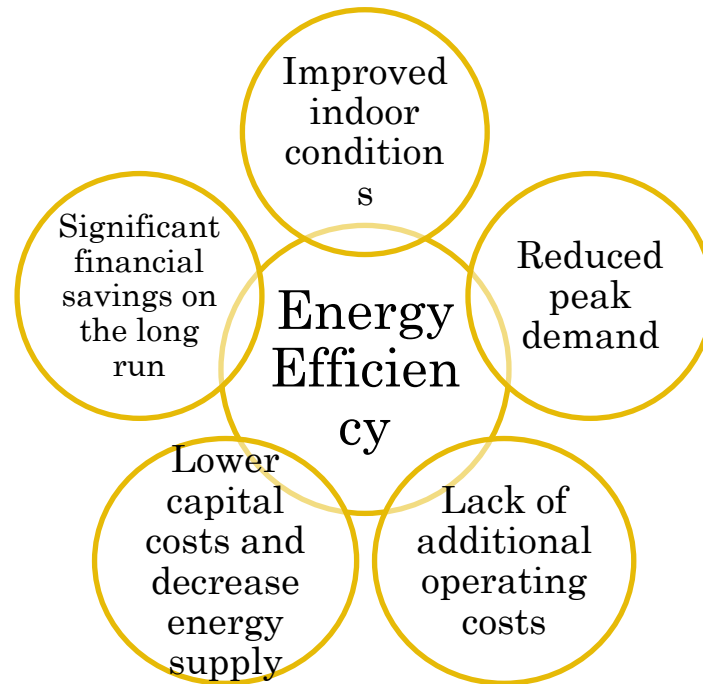 Improved
indoor
condition
s
Reduced
peak
demand
Lack of
additional
operating
costs
Lower
capital
costs and
decrease
energy
supply
Significant
financial
savings on
the long
run
Energy
Efficien
cy